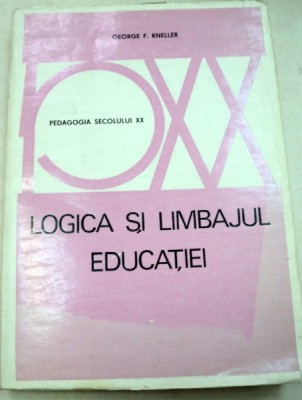 GEORGE F. KNELLER
PEDAGOGIA SECOLULUI XX
XX
LOGICA ȘI LIMBAJUL
EDUCAȚIEI